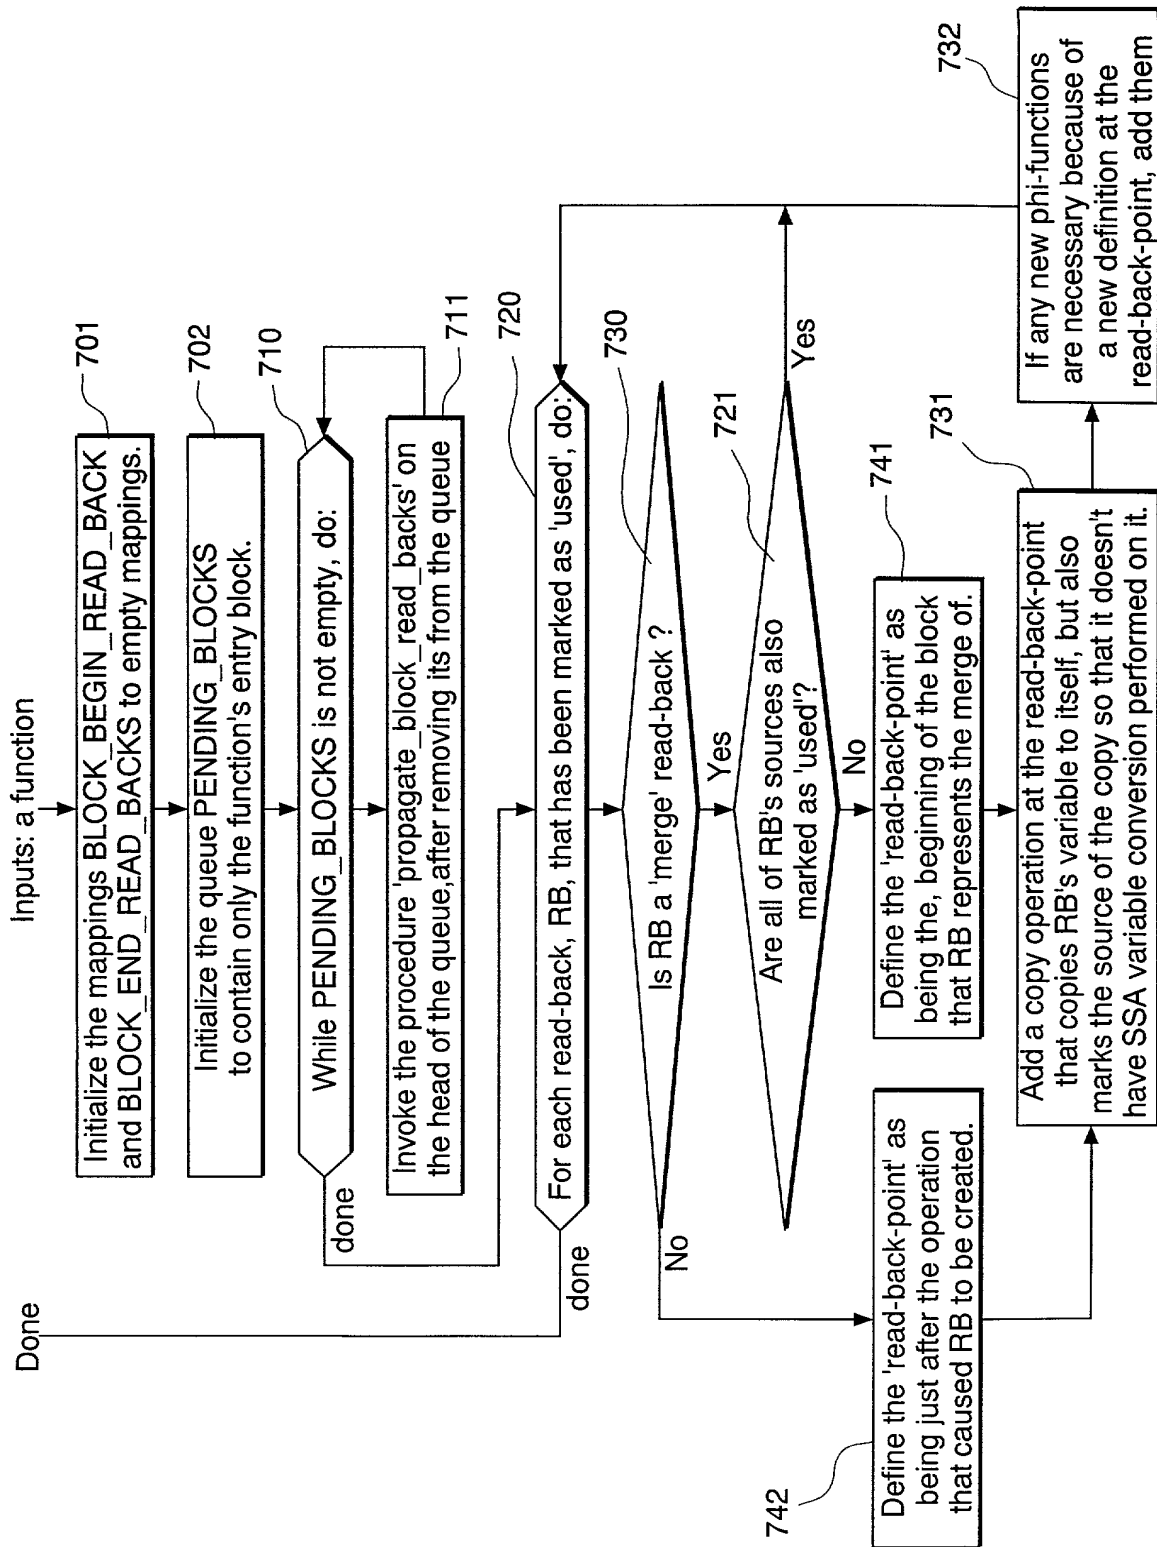 Inputs: a function
Done
701
Initialize the mappings BLOCK_BEGIN_READ_BACK
and BLOCK_END_READ_BACKS to empty mappings.
702
Initialize the queue PENDING_BLOCKS
to contain only the function's entry block.
710
While PENDING_BLOCKS is not empty, do:
done
711
Invoke the procedure 'propagate_block_read_backs' on
the head of the queue,after removing its from the queue
720
For each read-back, RB, that has been marked as 'used', do:
done
730
Is RB a 'merge' read-back ?
No
Yes
721
Are all of RB's sources also
marked as 'used'?
Yes
No
741
Define the 'read-back-point' as
being the, beginning of the block
that RB represents the merge of.
742
Define the 'read-back-point' as
being just after the operation
that caused RB to be created.
731
Add a copy operation at the read-back-point
that copies RB's variable to itself, but also
marks the source of the copy so that it doesn't
have SSA variable conversion performed on it.
732
If any new phi-functions
are necessary because of
a new definition at the
read-back-point, add them